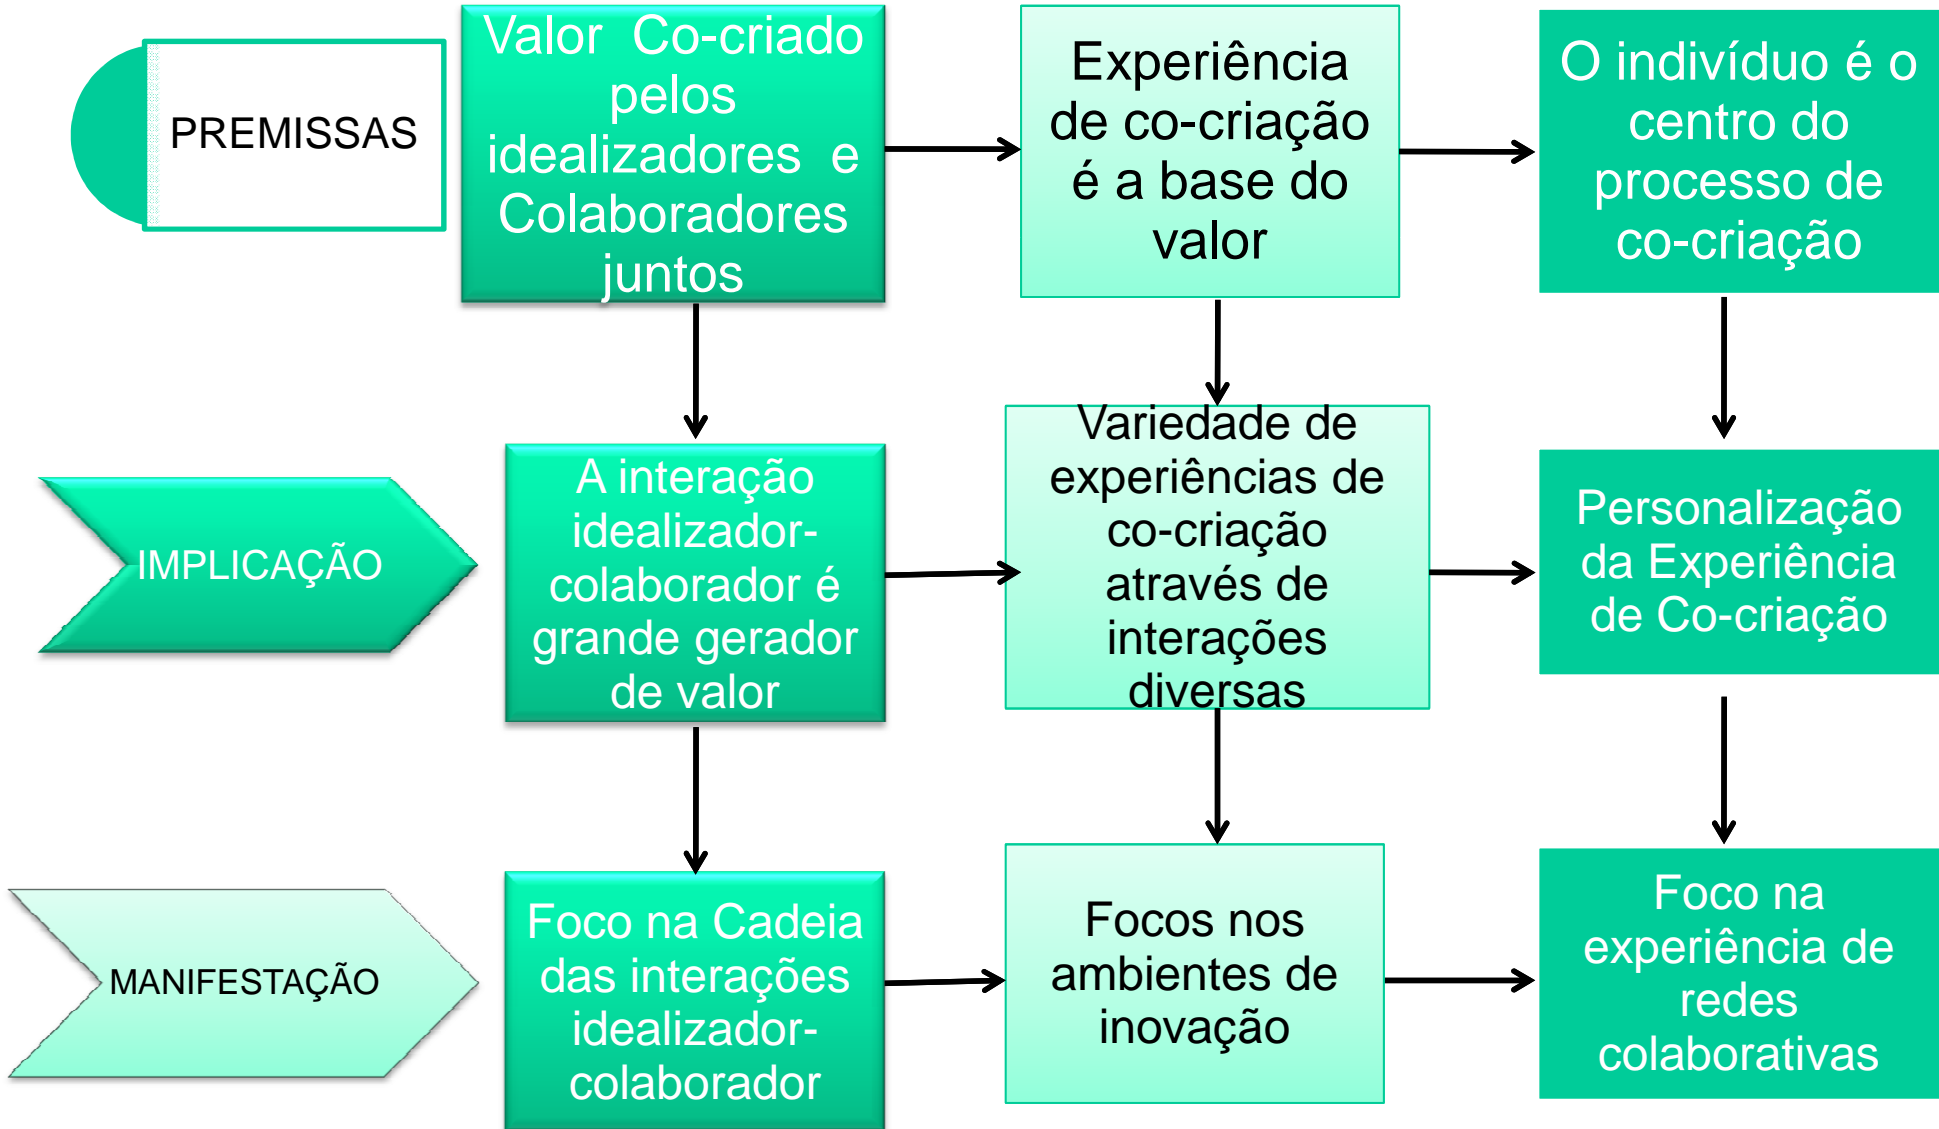 PREMISSAS
Valor Co-criado
pelos
idealizadores e
Colaboradores
juntos
Experiência
de co-criação
é a base do
valor
O indivíduo é o
centro do
processo de
co-criação
IMPLICAÇÃO
A interação
idealizador-
colaborador é
grande gerador
de valor
Variedade de
experiências de
co-criação
através de
interações
diversas
Personalização
da Experiência
de Co-criação
MANIFESTAÇÃO
Foco na Cadeia
das interações
idealizador-
colaborador
Focos nos
ambientes de
inovação
Foco na
experiência de
redes
colaborativas